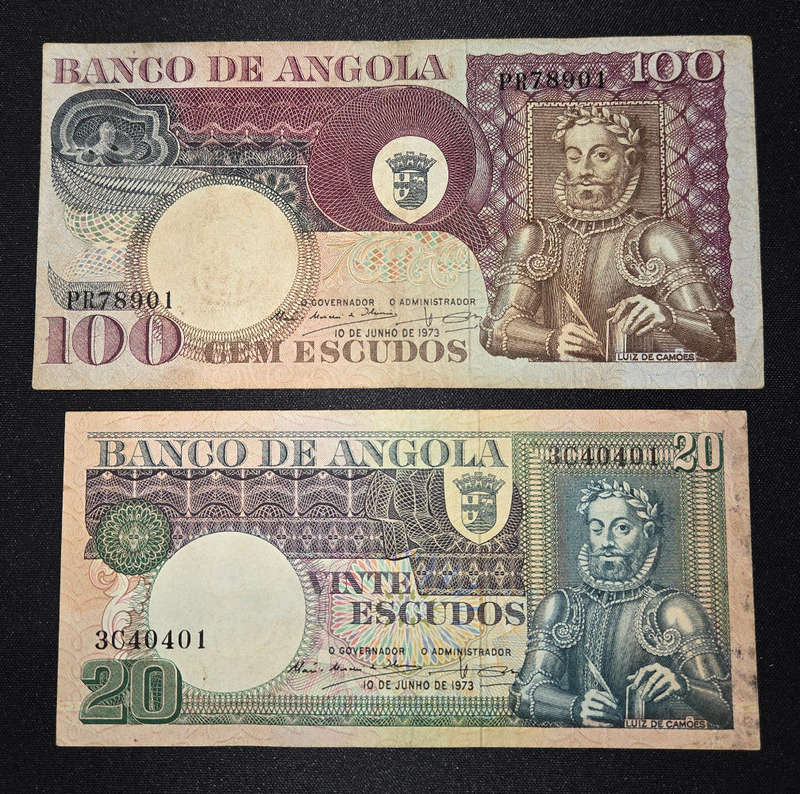 BANCO DE ANGOLA
PR78901
100
PR78901
O GOVERNADOR O ADMINISTRADOR
10 DE JUNHO DE 1973
100 CEM ESCUDOS
LUIZ DE CAMÕES
BANCO DE ANGOLA
3C40401 20
VINTE
ESCUDOS
3C40401
O GOVERNADOR O ADMINISTRADOR
20
10 DE JUNHO DE 1973
LUIZ DE CAMÕES